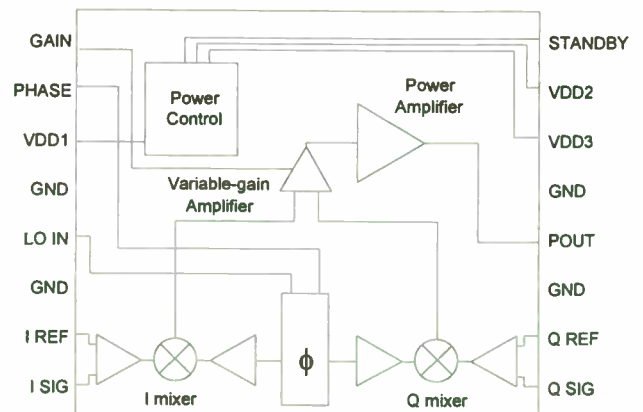 GAIN
PHASE
VDD1
GND
LO IN
GND
I REF
I SIG
Power
Control
Power
Amplifier
Variable-gain
Amplifier
ϕ
I mixer
Q mixer
STANDBY
VDD2
VDD3
GND
POUT
GND
Q REF
Q SIG